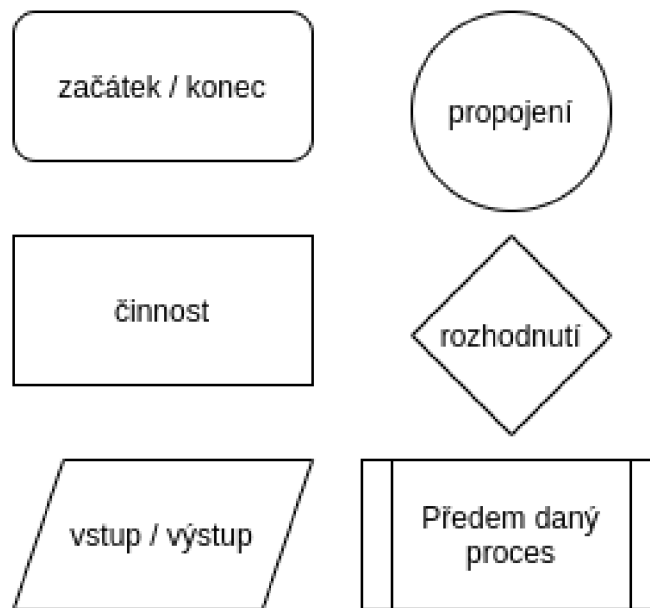 začátek / konec
propojení
činnost
rozhodnutí
vstup / výstup
Předem daný
proces